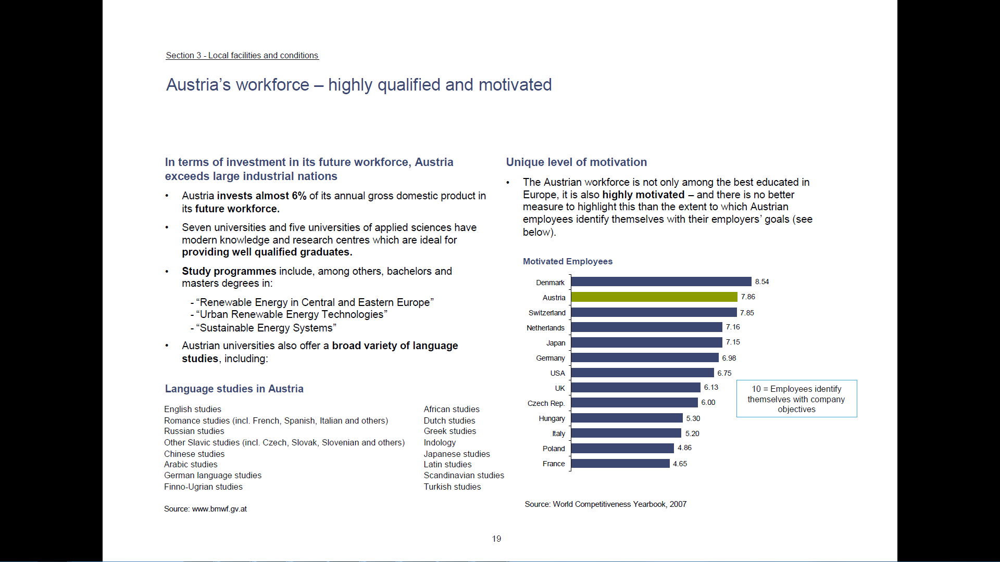 Section 3 - Local facilities and conditions
Austria’s workforce – highly qualified and motivated
In terms of investment in its future workforce, Austria
exceeds large industrial nations
• Austria invests almost 6% of its annual gross domestic product in
its future workforce.
• Seven universities and five universities of applied sciences have
modern knowledge and research centres which are ideal for
providing well qualified graduates.
• Study programmes include, among others, bachelors and
masters degrees in:
- “Renewable Energy in Central and Eastern Europe”
- “Urban Renewable Energy Technologies”
- “Sustainable Energy Systems”
• Austrian universities also offer a broad variety of language
studies, including:
Language studies in Austria
English studies
Romance studies (incl. French, Spanish, Italian and others)
Russian studies
Other Slavic studies (incl. Czech, Slovak, Slovenian and others)
Chinese studies
Arabic studies
German language studies
Finno-Ugrian studies
African studies
Dutch studies
Greek studies
Indology
Japanese studies
Latin studies
Scandinavian studies
Turkish studies
Source: www.bmwf.gv.at
Unique level of motivation
• The Austrian workforce is not only among the best educated in
Europe, it is also highly motivated – and there is no better
measure to highlight this than the extent to which Austrian
employees identify themselves with their employers’ goals (see
below).
Motivated Employees
Denmark 8.54
Austria 7.86
Switzerland 7.85
Netherlands 7.16
Japan 7.15
Germany 6.98
USA 6.75
UK 6.13
Czech Rep. 6.00
Hungary 5.30
Italy 5.20
Poland 4.86
France 4.65
10 = Employees identify
themselves with company
objectives
Source: World Competitiveness Yearbook, 2007
19